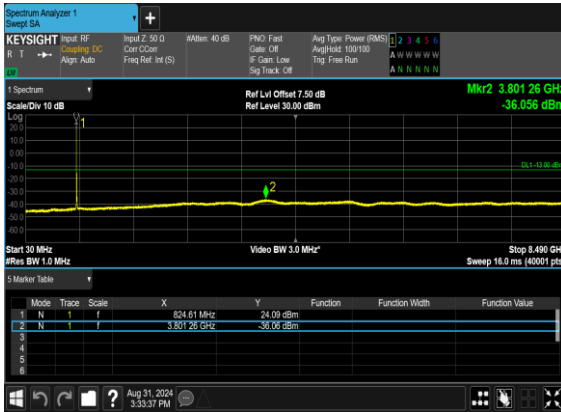 Spectrum Analyzer 1
Swept SA
KEYSIGHT Input: RF Input Z: 50 Ω #Atten: 40 dB PNO: Fast Avg Type: Power (RMS) 1 2 3 4 5 6
R T Coupling: DC Corr CCorr Gate: Off Avg|Hold: 100/100 A W W W W W
Align: Auto Freq Ref: Int (S) IF Gain: Low Trig: Free Run
Sig Track: Off A N N N N N
1 Spectrum Ref Lvl Offset 7.50 dB Mkr2 3.801 26 GHz
Scale/Div 10 dB Ref Level 30.00 dBm -36.056 dBm
Log
20.0 1
10.0
0.00
-10.0 DL1 -13.00 dBm
-20.0
-30.0 2
-40.0
-50.0
-60.0
Start 30 MHz Video BW 3.0 MHz* Stop 8.490 GH
#Res BW 1.0 MHz Sweep 16.0 ms (40001 pts
5 Marker Table
Mode Trace Scale X Y Function Function Width Function Value
1 N 1 f 824.61 MHz 24.09 dBm
2 N 1 f 3.801 26 GHz -36.06 dBm
3
4
5
6
Aug 31, 2024
3:33:37 PM